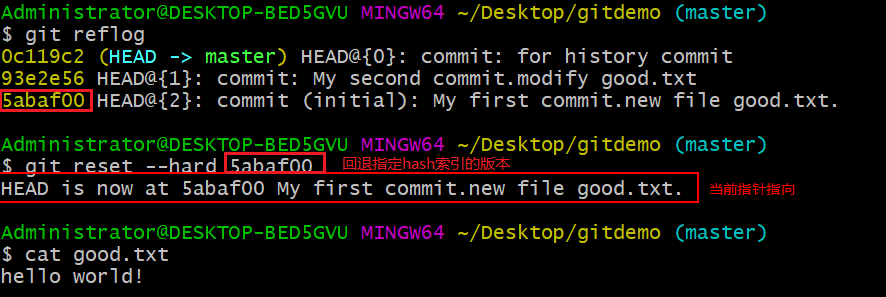 Administrator@DESKTOP-BED5GVU MINGW64 ~/Desktop/gitdemo (master)
$ git reflog
0c119c2 (HEAD -> master) HEAD@{0}: commit: for history commit
93e2e56 HEAD@{1}: commit: My second commit.modify good.txt
5abaf00 HEAD@{2}: commit (initial): My first commit.new file good.txt.
Administrator@DESKTOP-BED5GVU MINGW64 ~/Desktop/gitdemo (master)
$ git reset --hard 5abaf00 回退指定hash索引的版本
HEAD is now at 5abaf00 My first commit.new file good.txt. 当前指针指向
Administrator@DESKTOP-BED5GVU MINGW64 ~/Desktop/gitdemo (master)
$ cat good.txt
hello world!